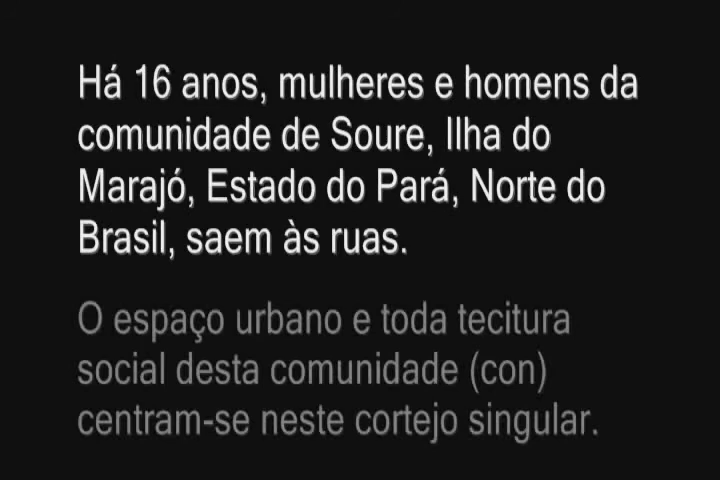 Há 16 anos, mulheres e homens da
comunidade de Soure, Ilha do
Marajó, Estado do Pará, Norte do
Brasil, saem às ruas.
O espaço urbano e toda tecitura
social desta comunidade (con)
centram-se neste cortejo singular.